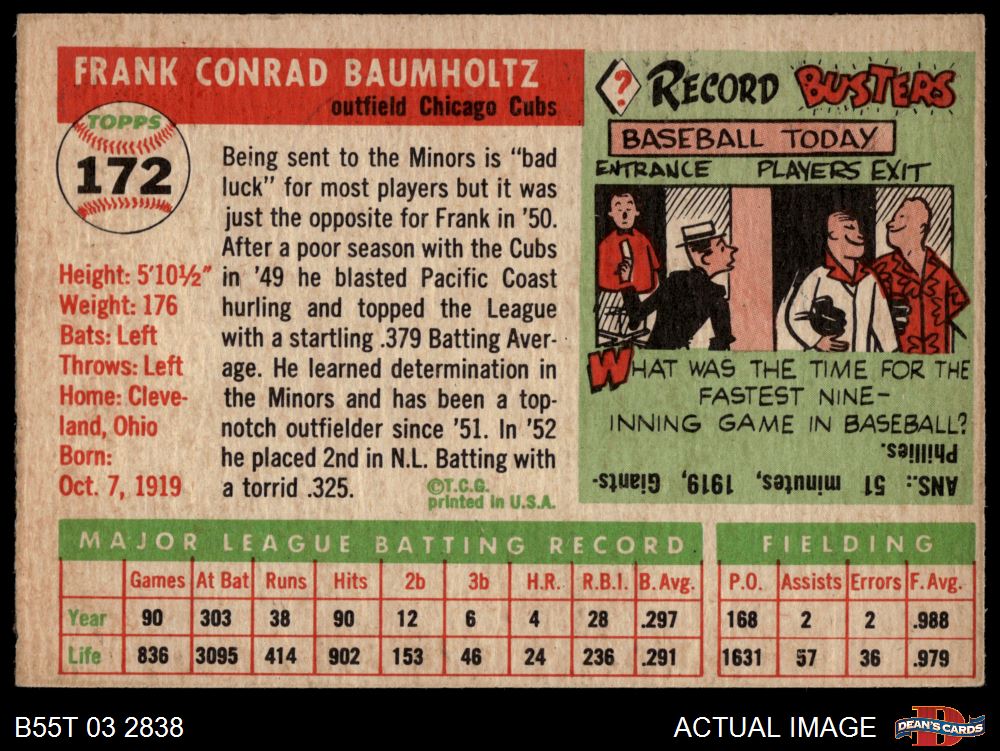 FRANK CONRAD BAUMHOLTZ
outfield Chicago Cubs
TOPPS
172
Height: 5'10½"
Weight: 176
Bats: Left
Throws: Left
Home: Cleve-
land, Ohio
Born:
Oct. 7, 1919
Being sent to the Minors is "bad
luck" for most players but it was
just the opposite for Frank in '50.
After a poor season with the Cubs
in '49 he blasted Pacific Coast
hurling and topped the League
with a startling .379 Batting Aver-
age. He learned determination in
the Minors and has been a top-
notch outfielder since '51. In '52
he placed 2nd in N.L. Batting with
a torrid .325.
©T.C.G.
printed in U.S.A.
? RECORD BUSTERS
BASEBALL TODAY
ENTRANCE PLAYERS EXIT
WHAT WAS THE TIME FOR THE
FASTEST NINE-
INNING GAME IN BASEBALL?
ANS.: 51 minutes, 1919, Giants-
Phillies.
MAJOR LEAGUE BATTING RECORD FIELDING
Games At Bat Runs Hits 2b 3b H.R. R.B.I. B. Avg. P.O. Assists Errors F. Avg.
Year 90 303 38 90 12 6 4 28 .297 168 2 2 .988
Life 836 3095 414 902 153 46 24 236 .291 1631 57 36 .979
B55T 03 2838
ACTUAL IMAGE
DEAN'S CARDS